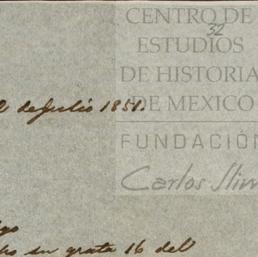 CENTRO DE
ESTUDIOS
32
DE HISTORIA
DE MEXICO
de Julio 1851.
FUNDACIÓN
Carlos Slim
su grata 16 del